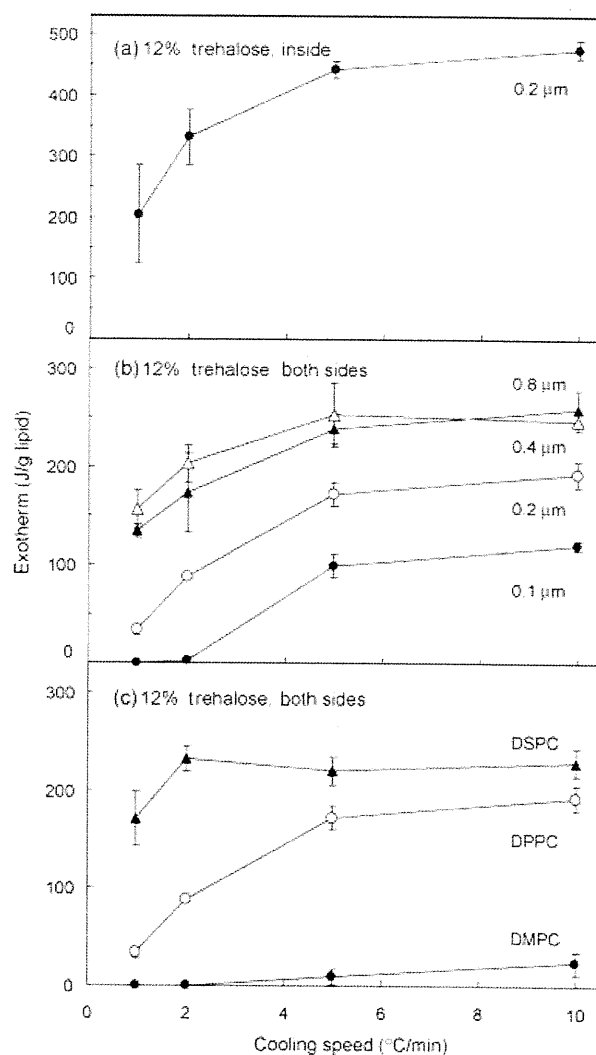 500
(a) 12% trehalose, inside
400
0.2 μm
300
200
100
0
300
(b) 12% trehalose both sides
0.8 μm
200
0.4 μm
0.2 μm
100
0.1 μm
0
Exotherm (J/g lipid)
300
(c) 12% trehalose, both sides
DSPC
200
DPPC
100
DMPC
0
0 2 4 6 8 10
Cooling speed (°C/min)